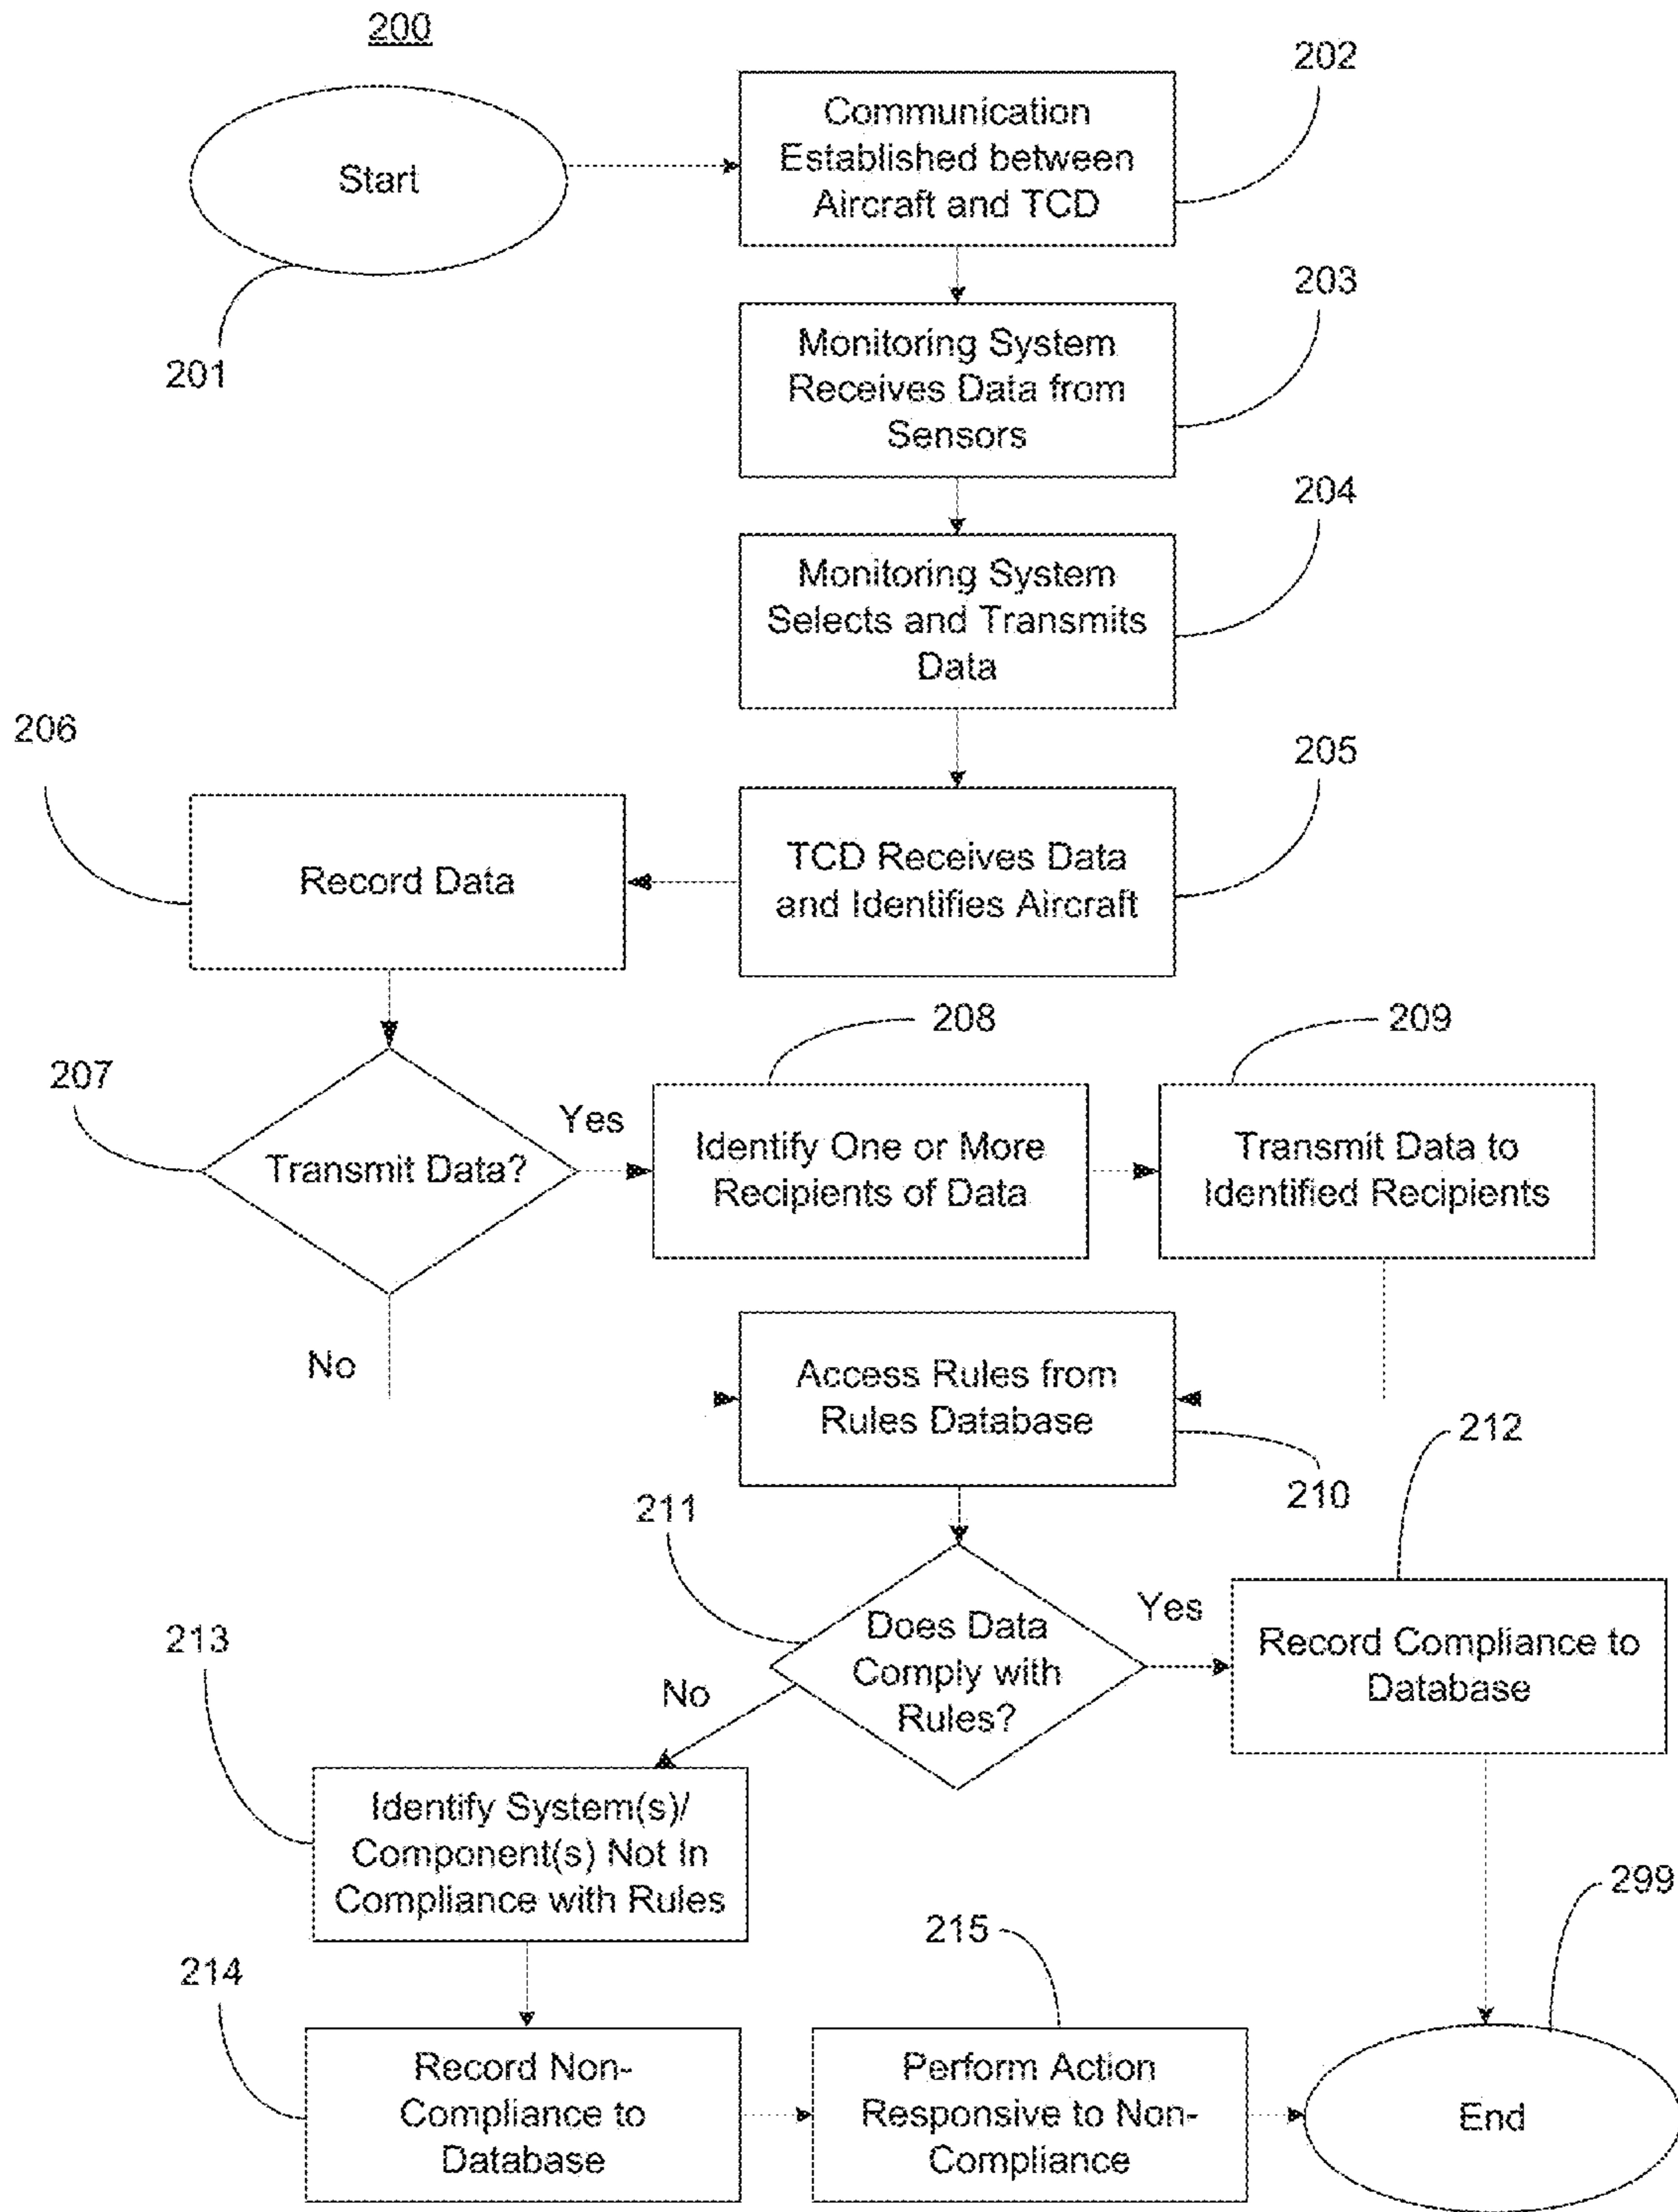 200
Start
201
Communication
Established between
Aircraft and TCD
202
Monitoring System
Receives Data from
Sensors
203
Monitoring System
Selects and Transmits
Data
204
TCD Receives Data
and Identifies Aircraft
205
Record Data
206
Transmit Data?
207
Yes
No
Identify One or More
Recipients of Data
208
Transmit Data to
Identified Recipients
209
Access Rules from
Rules Database
210
Does Data
Comply with
Rules?
211
Yes
No
Record Compliance to
Database
212
Identify System(s)/
Component(s) Not In
Compliance with Rules
213
Record Non-
Compliance to
Database
214
Perform Action
Responsive to Non-
Compliance
215
End
299